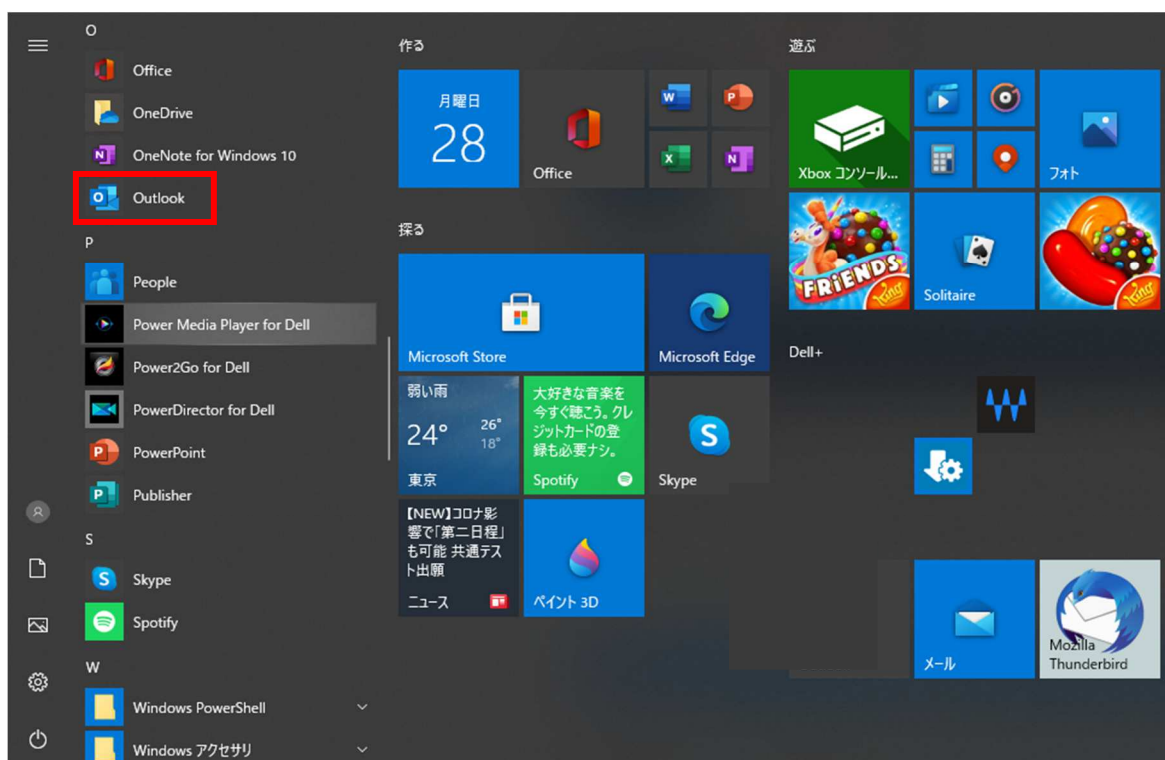 O
Office
OneDrive
OneNote for Windows 10
Outlook
P
People
Power Media Player for Dell
Power2Go for Dell
PowerDirector for Dell
PowerPoint
Publisher
S
Skype
Spotify
W
Windows PowerShell
Windows アクセサリ
作る
月曜日
28
Office
探る
Microsoft Store
Microsoft Edge
弱い雨
24°
26°
18°
東京
大好きな音楽を
今すぐ聴こう。クレ
ジットカードの登
録も必要ナシ。
Spotify
Skype
【NEW】コロナ影
響で「第二日程」
も可能 共通テス
ト出願
ニュース
ペイント 3D
遊ぶ
Xbox コンソール...
フォト
FRIENDS
King
Solitaire
King
Dell+
メール
Mozilla
Thunderbird